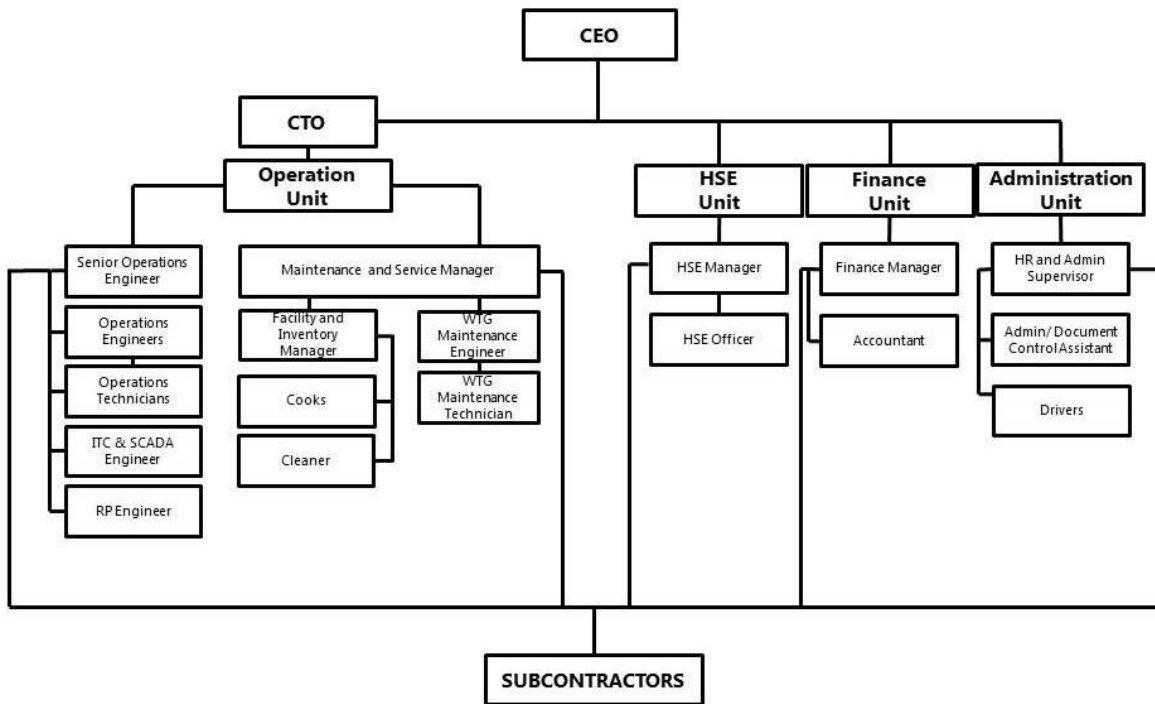 CEO
CTO
Operation
Unit
HSE
Unit
Finance
Unit
Administration
Unit
Senior Operations
Engineer
Operations
Engineers
Operations
Technicians
ITC & SCADA
Engineer
RP Engineer
Maintenance and Service Manager
Facility and
Inventory
Manager
Cooks
Cleaner
WTG
Maintenance
Engineer
WTG
Maintenance
Technician
HSE Manager
HSE Officer
Finance Manager
Accountant
HR and Admin
Supervisor
Admin/ Document
Control Assistant
Drivers
SUBCONTRACTORS